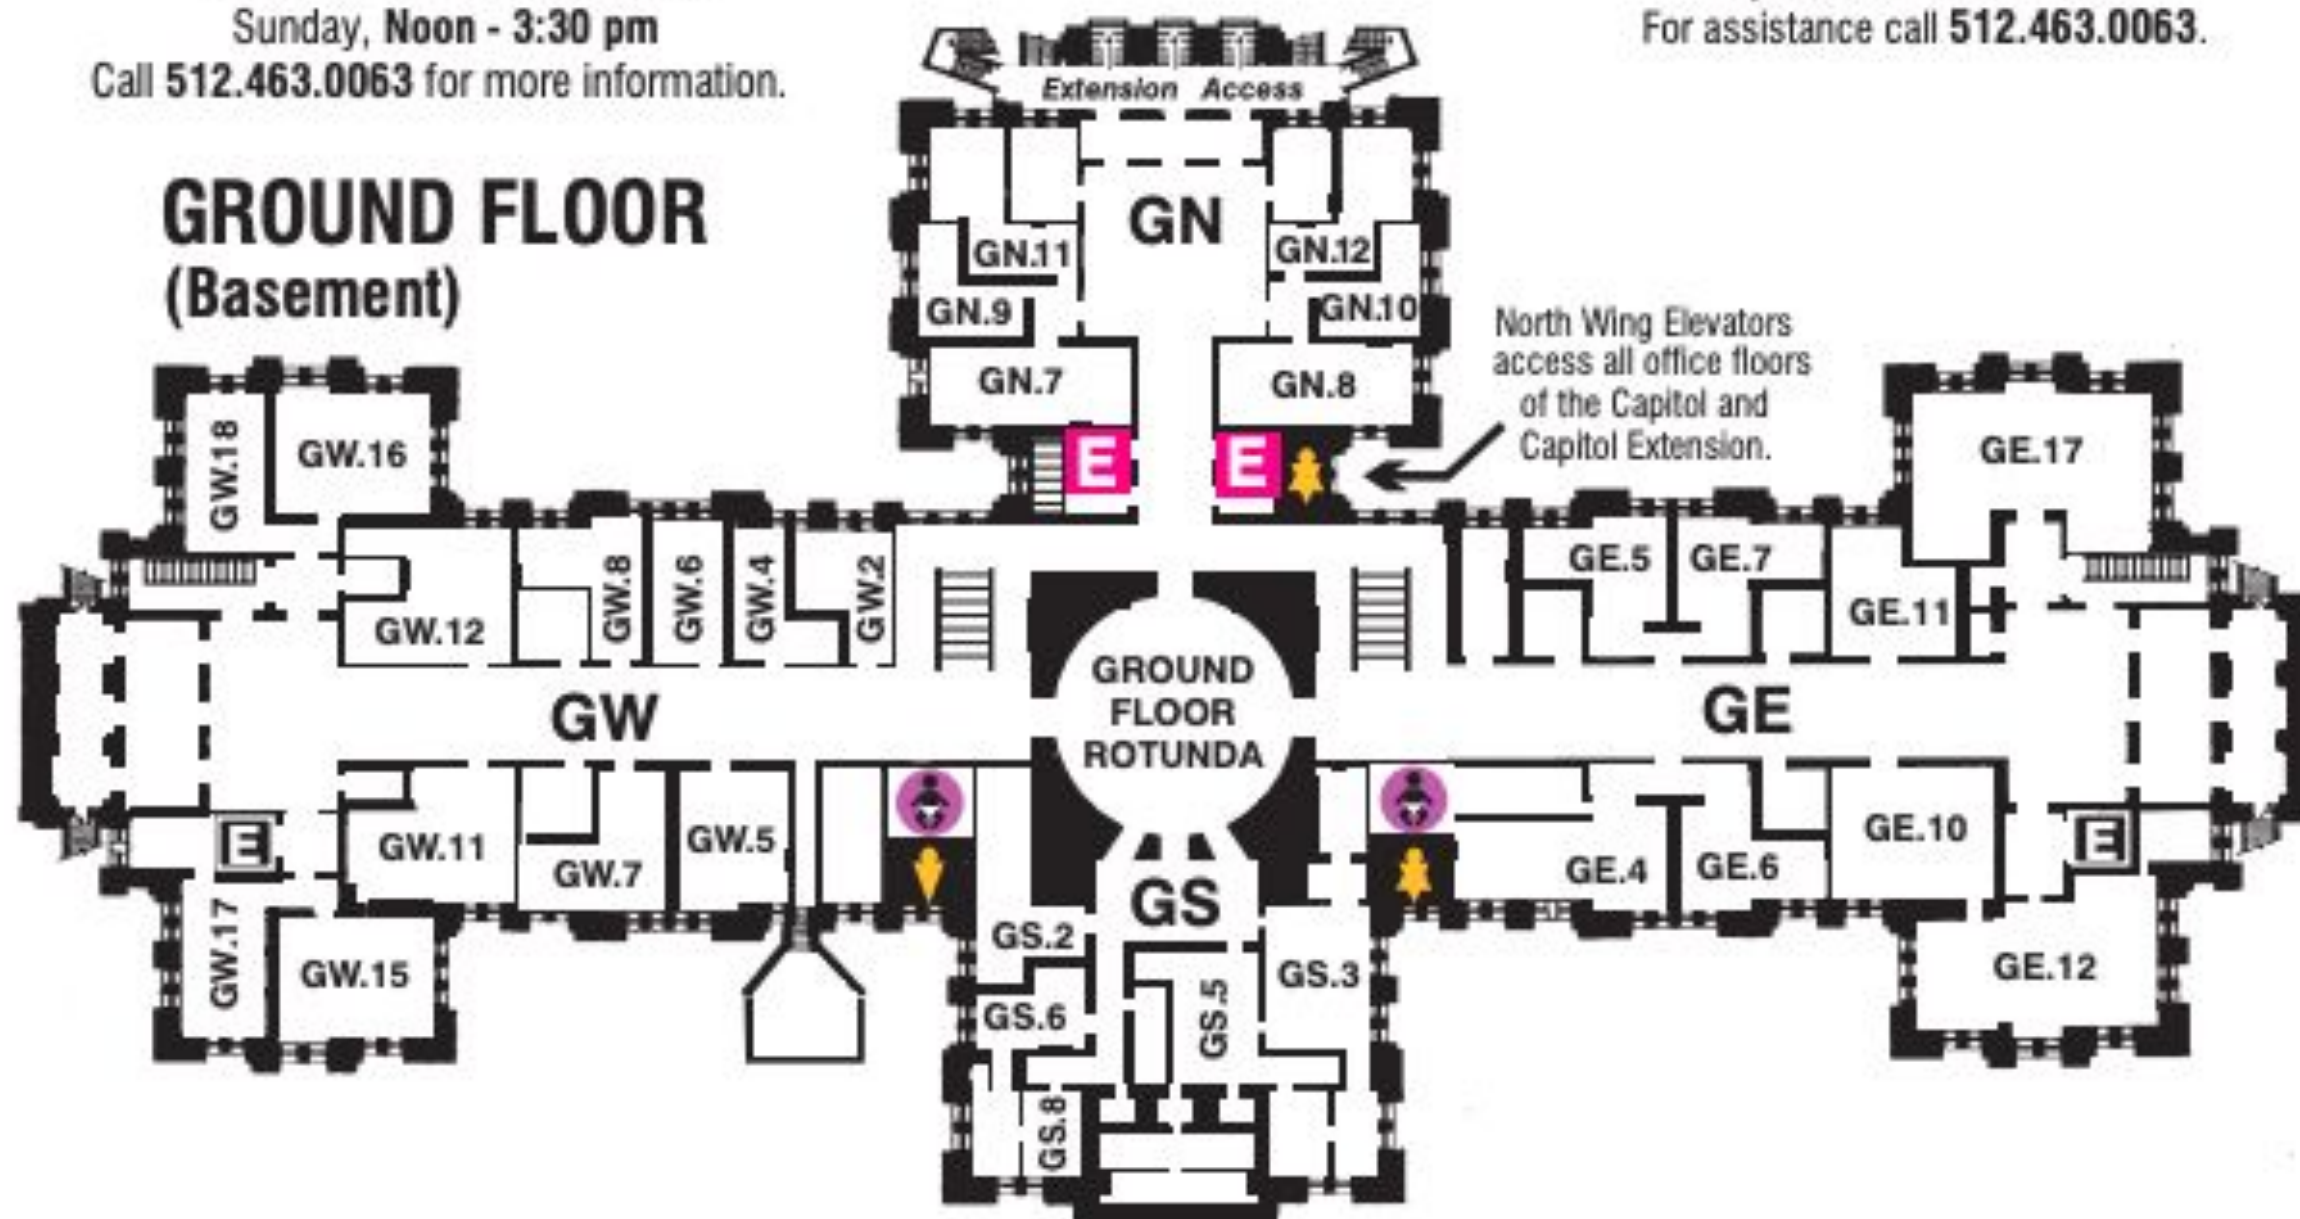 Sunday, Noon - 3:30 pm
Call 512.463.0063 for more information.
For assistance call 512.463.0063.
Extension Access
GROUND FLOOR
(Basement)
GN
GN.11
GN.12
GN.9
GN.10
GN.7
GN.8
E
E
North Wing Elevators
access all office floors
of the Capitol and
Capitol Extension.
GW.18
GW.16
GE.17
GW.12
GW.8
GW.6
GW.4
GW.2
GE.5
GE.7
GE.11
GROUND
FLOOR
ROTUNDA
GW
GE
E
GW.11
GW.7
GW.5
GS
GE.4
GE.6
GE.10
E
GW.17
GW.15
GS.2
GS.6
GS.5
GS.3
GE.12
GS.8